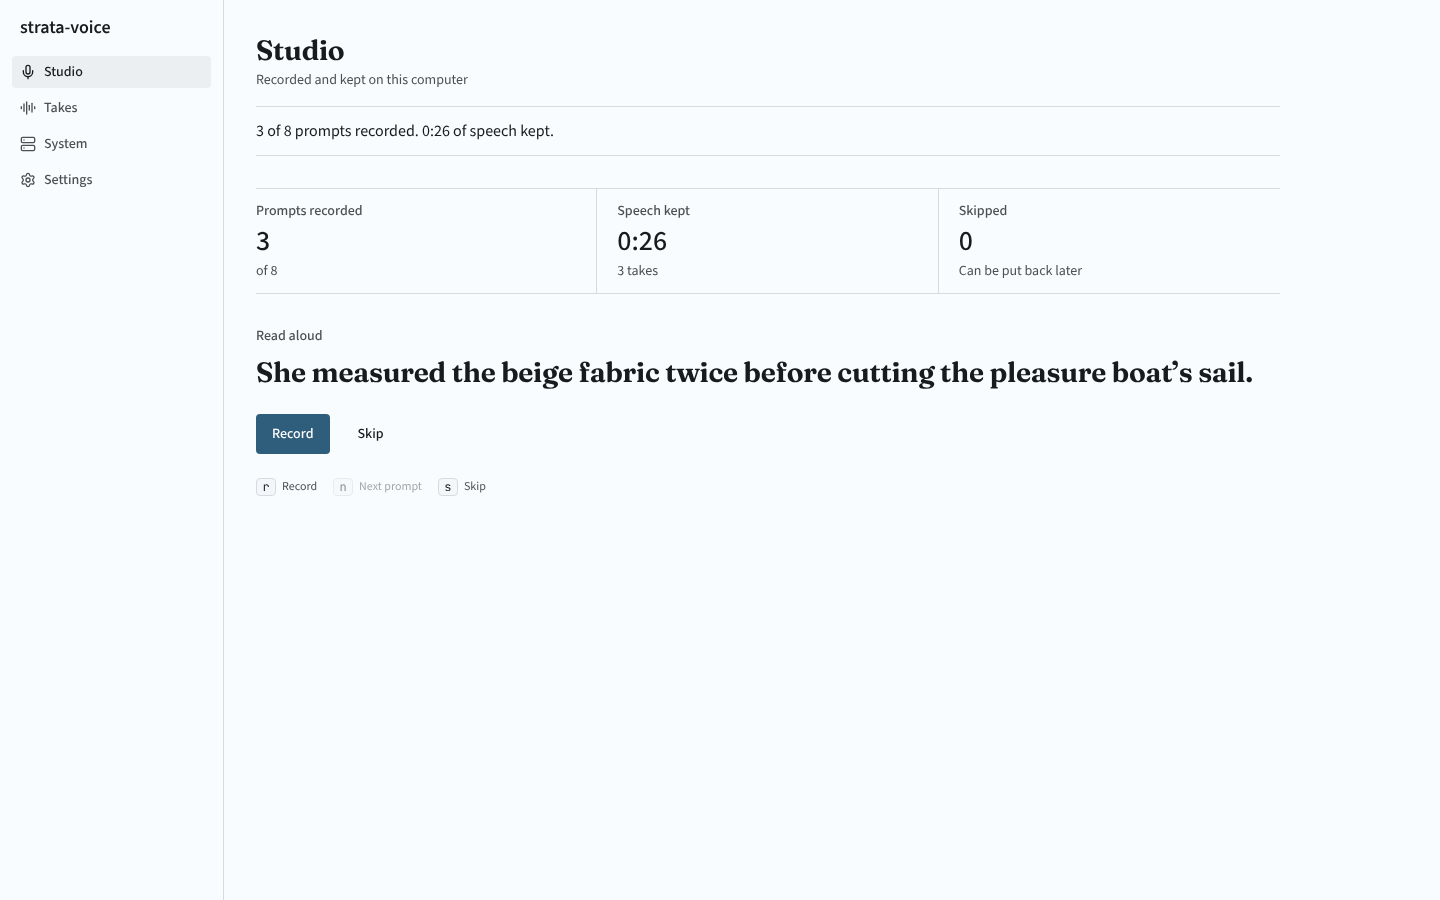 strata-voice
Studio
Takes
System
Settings
Studio
Recorded and kept on this computer
3 of 8 prompts recorded. 0:26 of speech kept.
Prompts recorded
3
of 8
Speech kept
0:26
3 takes
Skipped
0
Can be put back later
Read aloud
She measured the beige fabric twice before cutting the pleasure boat’s sail.
Record Skip
r Record n Next prompt s Skip